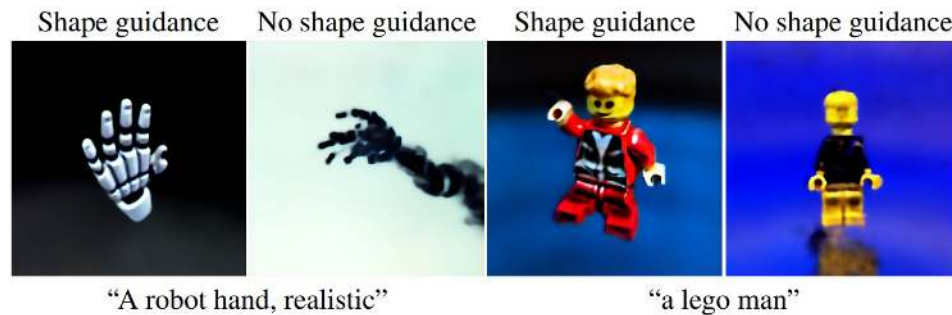 Shape guidance No shape guidance Shape guidance No shape guidance
“A robot hand, realistic” “a lego man”